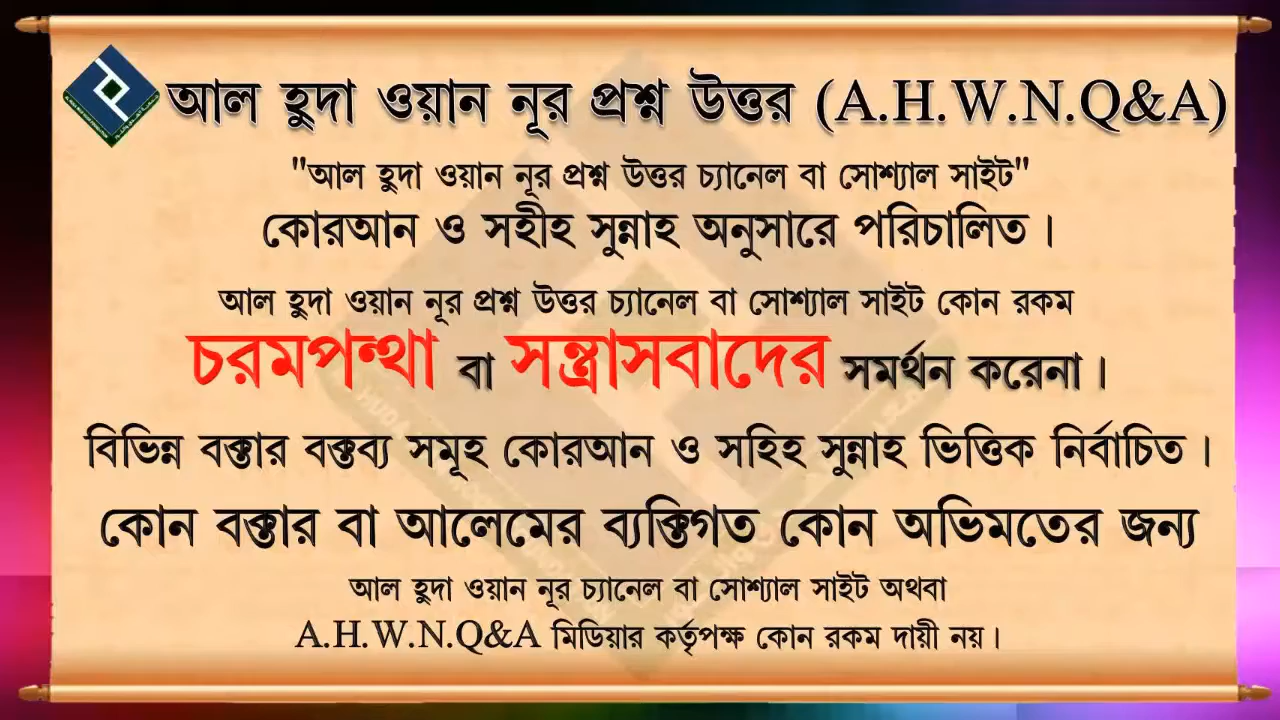 আল হুদা ওয়ান নূর প্রশ্ন উত্তর (A.H.W.N.Q&A)
"আল হুদা ওয়ান নূর প্রশ্ন উত্তর চ্যানেল বা সোশ্যাল সাইট"
কোরআন ও সহীহ সুন্নাহ অনুসারে পরিচালিত ।
আল হুদা ওয়ান নূর প্রশ্ন উত্তর চ্যানেল বা সোশ্যাল সাইট কোন রকম
চরমপন্থা বা সন্ত্রাসবাদের সমর্থন করেনা ।
বিভিন্ন বক্তার বক্তব্য সমূহ কোরআন ও সহিহ সুন্নাহ ভিত্তিক নির্বাচিত ।
কোন বক্তার বা আলেমের ব্যক্তিগত কোন অভিমতের জন্য
আল হুদা ওয়ান নূর চ্যানেল বা সোশ্যাল সাইট অথবা
A.H.W.N.Q&A মিডিয়ার কর্তৃপক্ষ কোন রকম দায়ী নয় ।